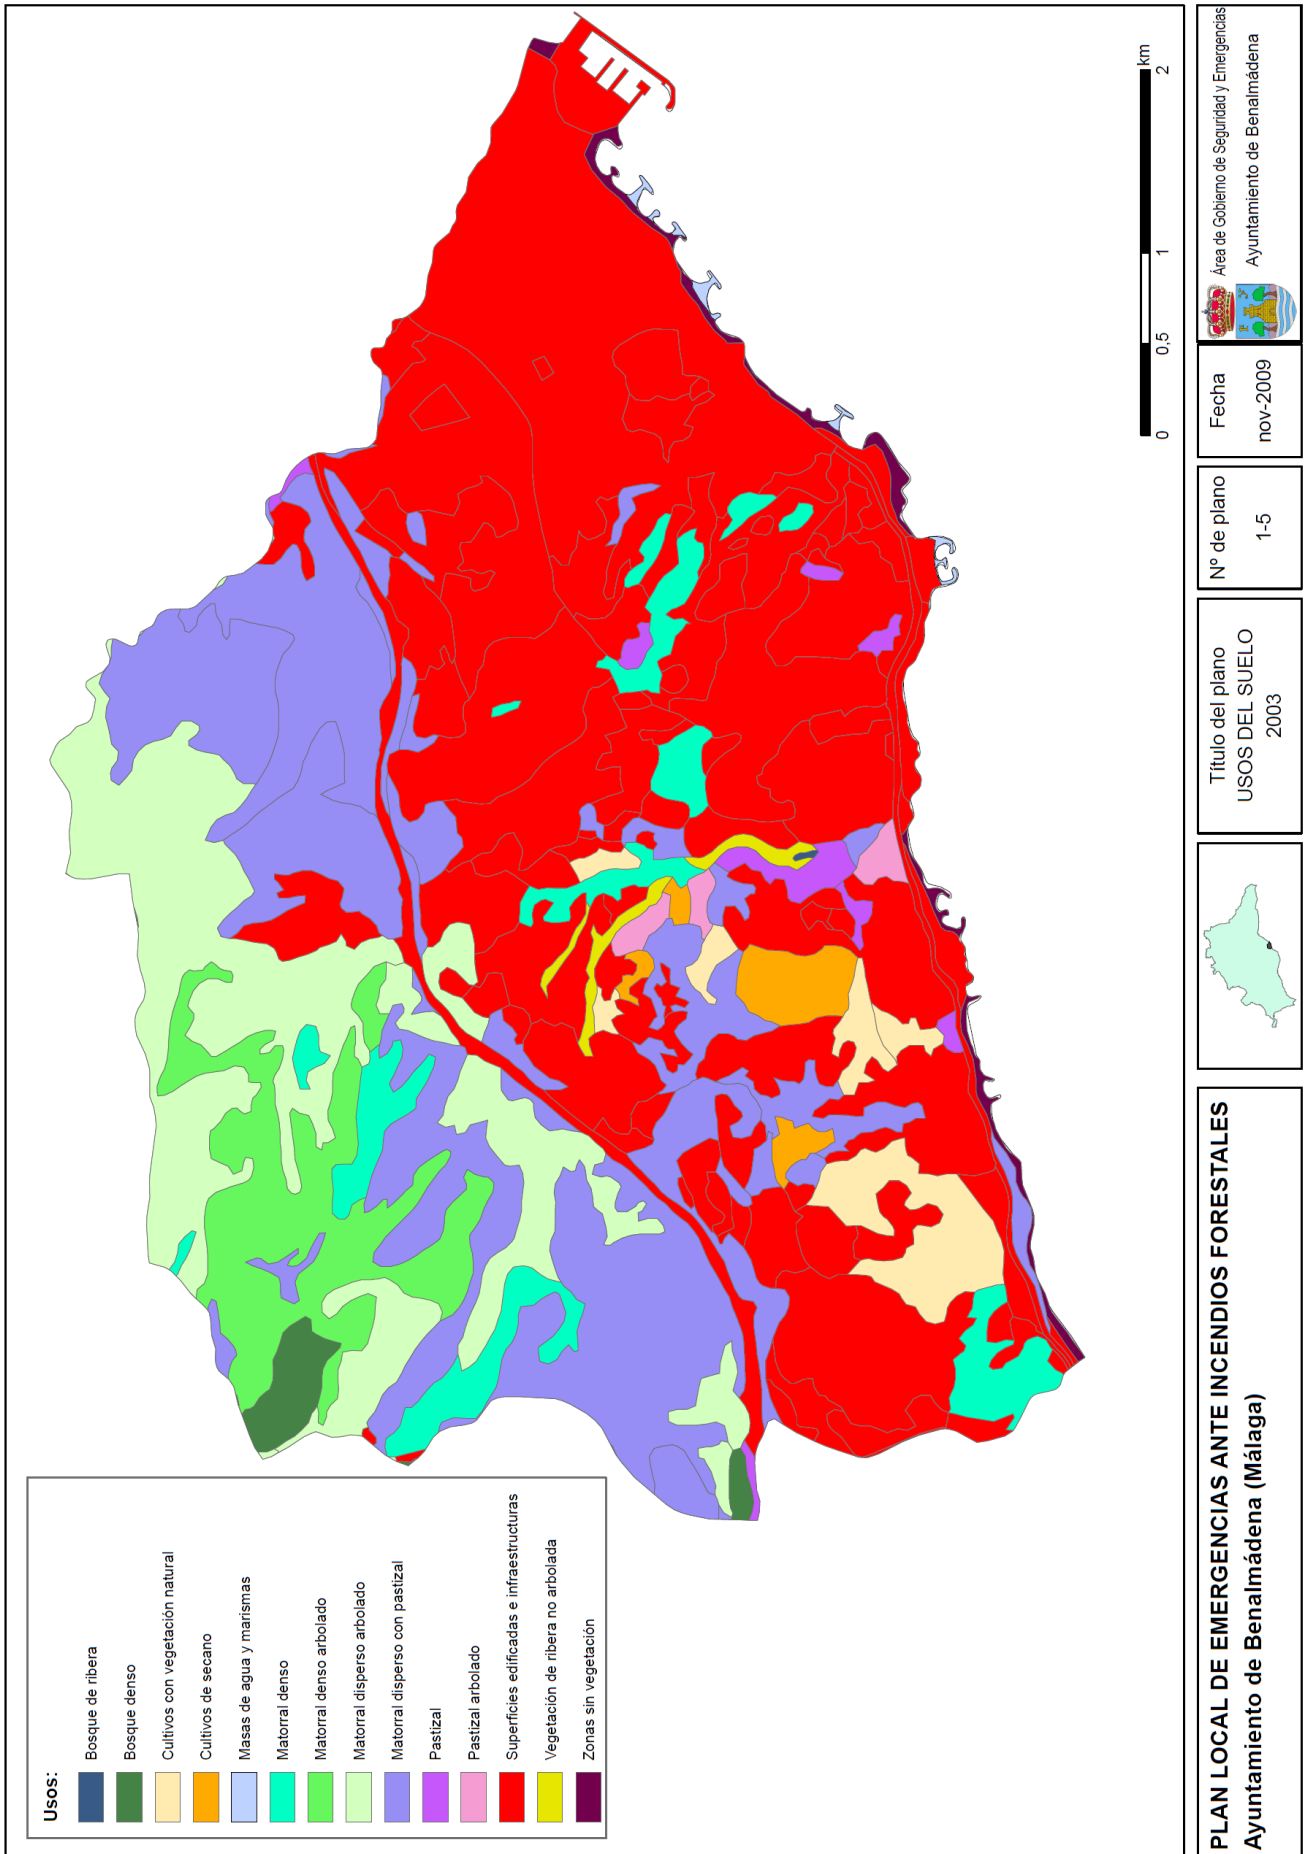 Usos:
Bosque de ribera
Bosque denso
Cultivos con vegetación natural
Cultivos de secano
Masas de agua y marismas
Matorral denso
Matorral denso arbolado
Matorral disperso arbolado
Matorral disperso con pastizal
Pastizal
Pastizal arbolado
Superficies edificadas e infraestructuras
Vegetación de ribera no arbolada
Zonas sin vegetación
0 0,5 1 2
km
PLAN LOCAL DE EMERGENCIAS ANTE INCENDIOS FORESTALES
Ayuntamiento de Benalmádena (Málaga)
Título del plano
USOS DEL SUELO
2003
Nº de plano
1-5
Fecha
nov-2009
Área de Gobierno de Seguridad y Emergencias
Ayuntamiento de Benalmádena